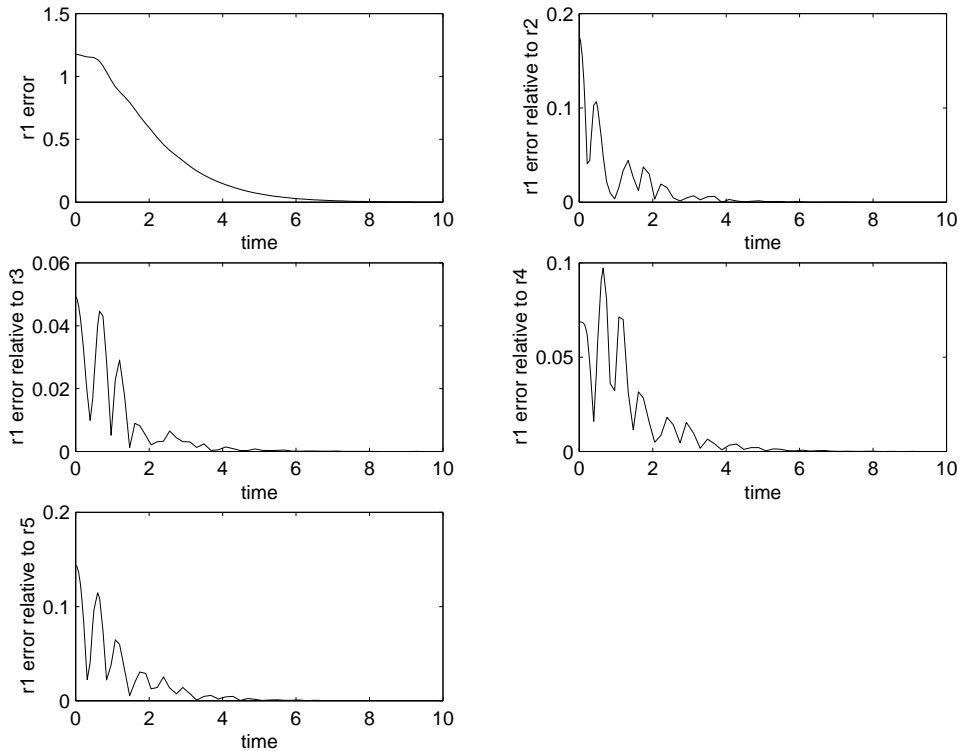 1.5
1
0.5
0
r1 error
0 2 4 6 8 10
time
0.2
0.1
0
r1 error relative to r2
0 2 4 6 8 10
time
0.06
0.04
0.02
0
r1 error relative to r3
0 2 4 6 8 10
time
0.1
0.05
0
r1 error relative to r4
0 2 4 6 8 10
time
0.2
0.1
0
r1 error relative to r5
0 2 4 6 8 10
time